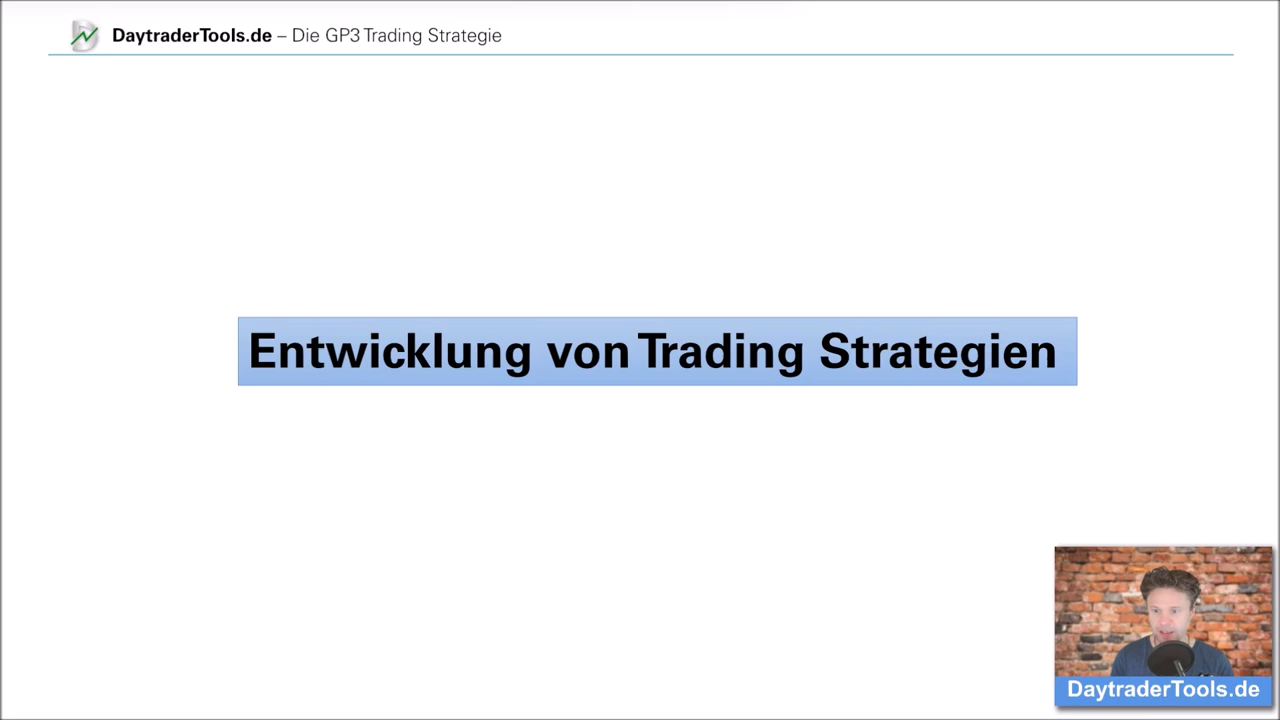 DaytraderTools.de – Die GP3 Trading Strategie
Entwicklung von Trading Strategien
DaytraderTools.de